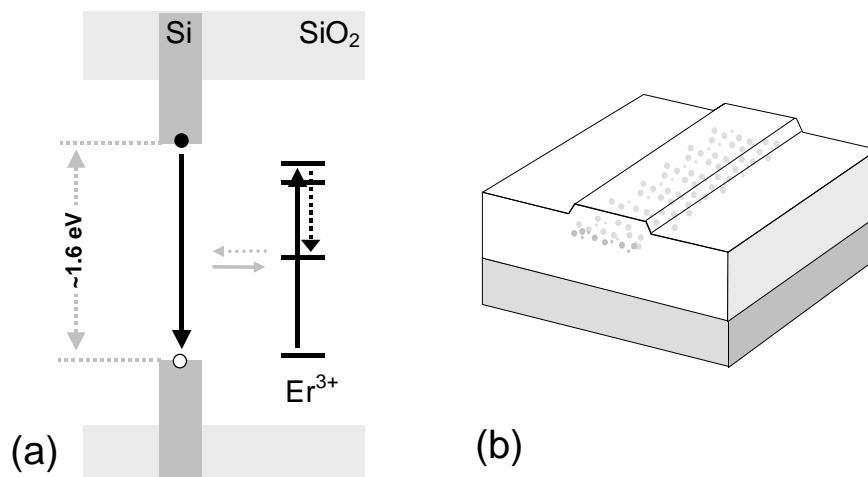 Si
SiO₂
~1.6 eV
Er³⁺
(a)
(b)